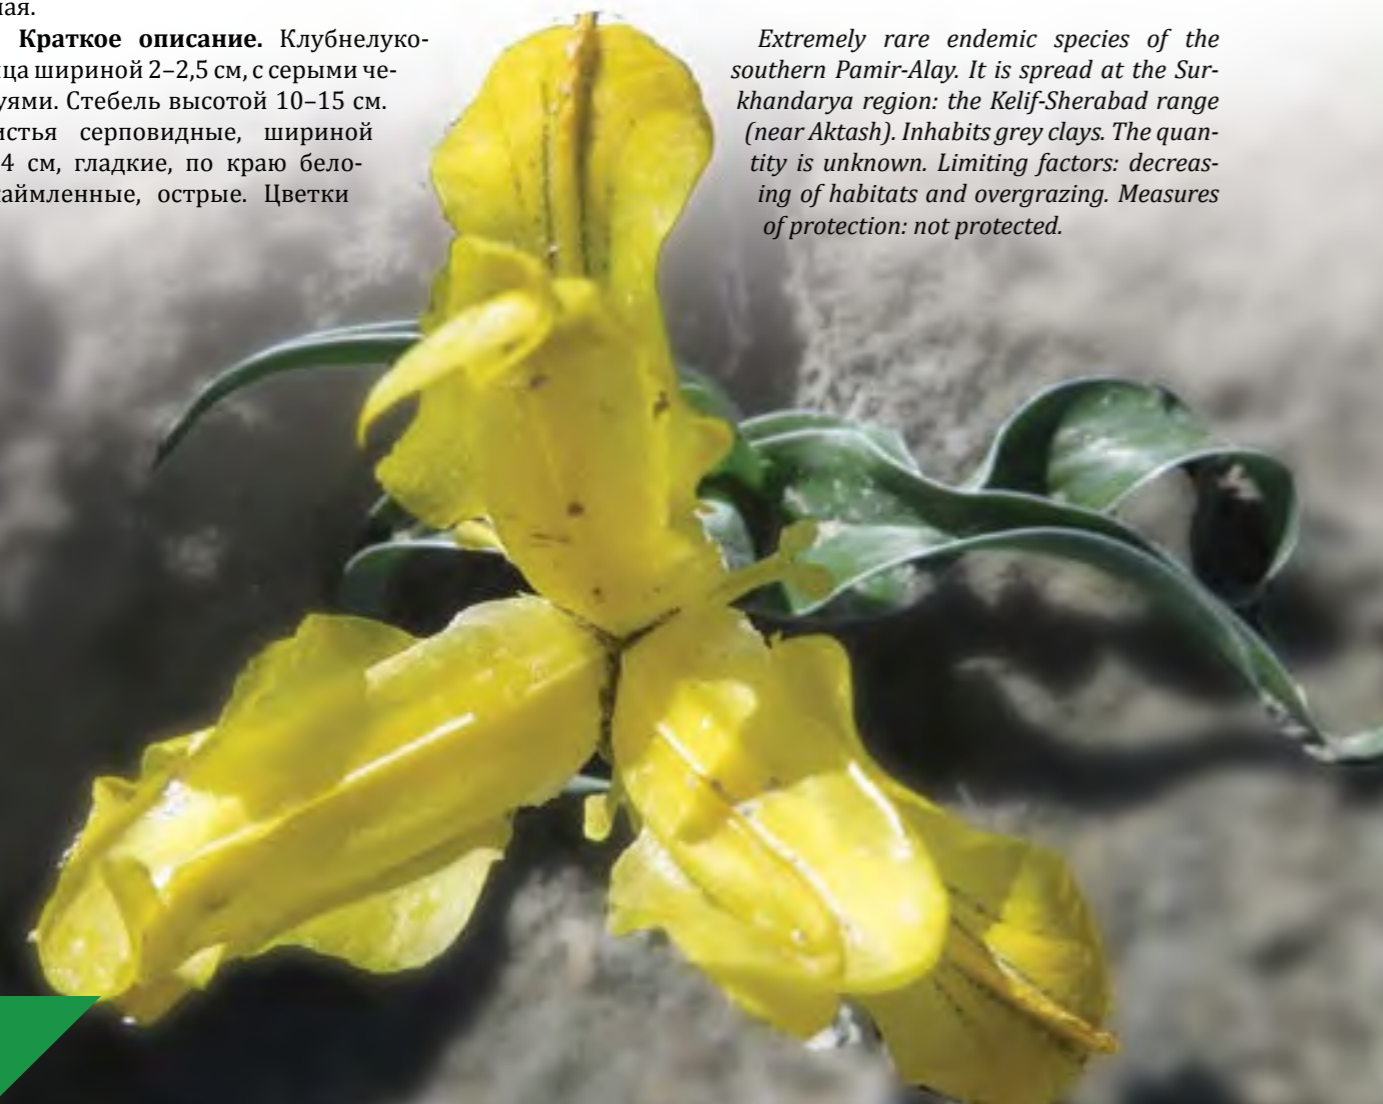 ная.
Краткое описание. Клубнелуко-
ца шириной 2–2,5 см, с серыми че-
уями. Стебель высотой 10–15 см.
истья серповидные, шириной
4 см, гладкие, по краю бело-
аймленные, острые. Цветки
Extremely rare endemic species of the
southern Pamir-Alay. It is spread at the Sur-
khandarya region: the Kelif-Sherabad range
(near Aktash). Inhabits grey clays. The quan-
tity is unknown. Limiting factors: decreas-
ing of habitats and overgrazing. Measures
of protection: not protected.